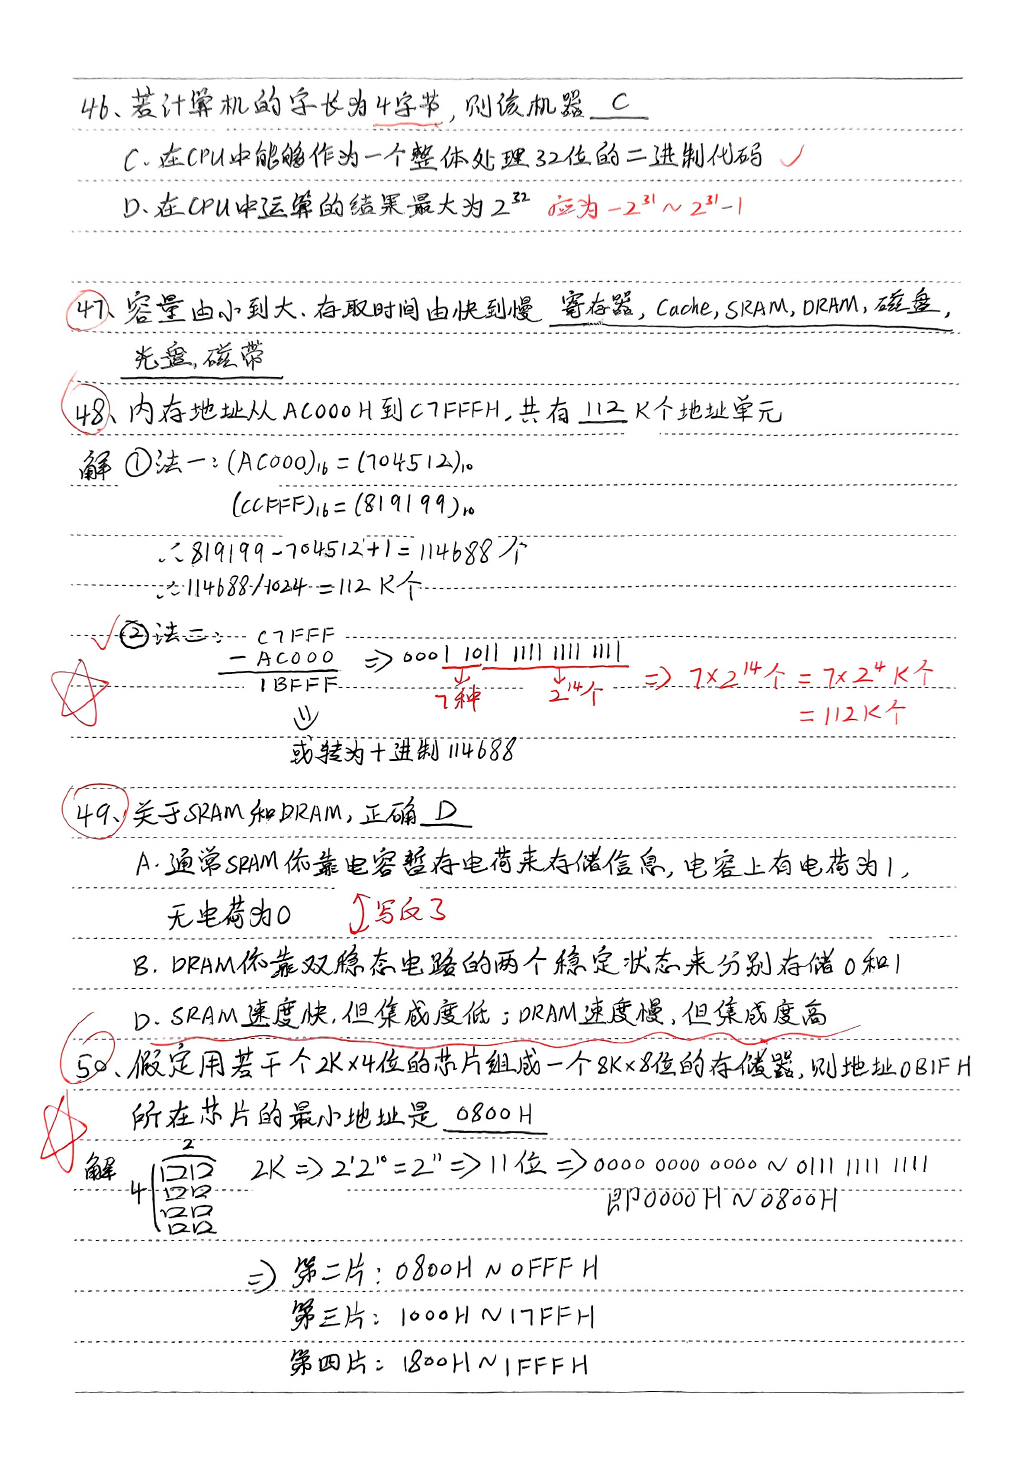 46、若计算机的字长为4字节,则该机器 C
C. 在CPU中能够作为一个整体处理32位的二进制代码 ✓
D. 在CPU中运算的结果最大为2³² 应为 -2³¹ ~ 2³¹-1
47、容量由小到大、存取时间由快到慢 寄存器, Cache, SRAM, DRAM, 磁盘,
光盘, 磁带
48、内存地址从AC000H到C7FFFH, 共有 112 K个地址单元
解 ①法一: (AC000)₁₆ = (704512)₁₀
(CCFFF)₁₆ = (819199)₁₀
∴ 819199 - 704512 + 1 = 114688 个
∴ 114688/1024 = 112 K个
✓ ②法二: C7FFF
- AC000 => 0001 1011 1111 1111 1111
1BFFF
7种 2¹⁴个 => 7×2¹⁴个 = 7×2⁴ K个
= 112K个
或转为十进制 114688
49、关于SRAM和DRAM, 正确 D
A. 通常SRAM依靠电容暂存电荷来存储信息, 电容上有电荷为1,
无电荷为0 ↕写反了
B. DRAM依靠双稳态电路的两个稳定状态来分别存储0和1
D. SRAM速度快, 但集成度低; DRAM速度慢, 但集成度高
50、假定用若干个2K×4位的芯片组成一个8K×8位的存储器, 则地址0B1FH
所在芯片的最小地址是 0800H
解 2 4 2K => 2¹2¹⁰ = 2¹¹ => 11位 => 0000 0000 0000 ~ 0111 1111 1111
即0000H ~ 0800H
=> 第二片: 0800H ~ 0FFFH
第三片: 1000H ~ 17FFH
第四片: 1800H ~ 1FFFH